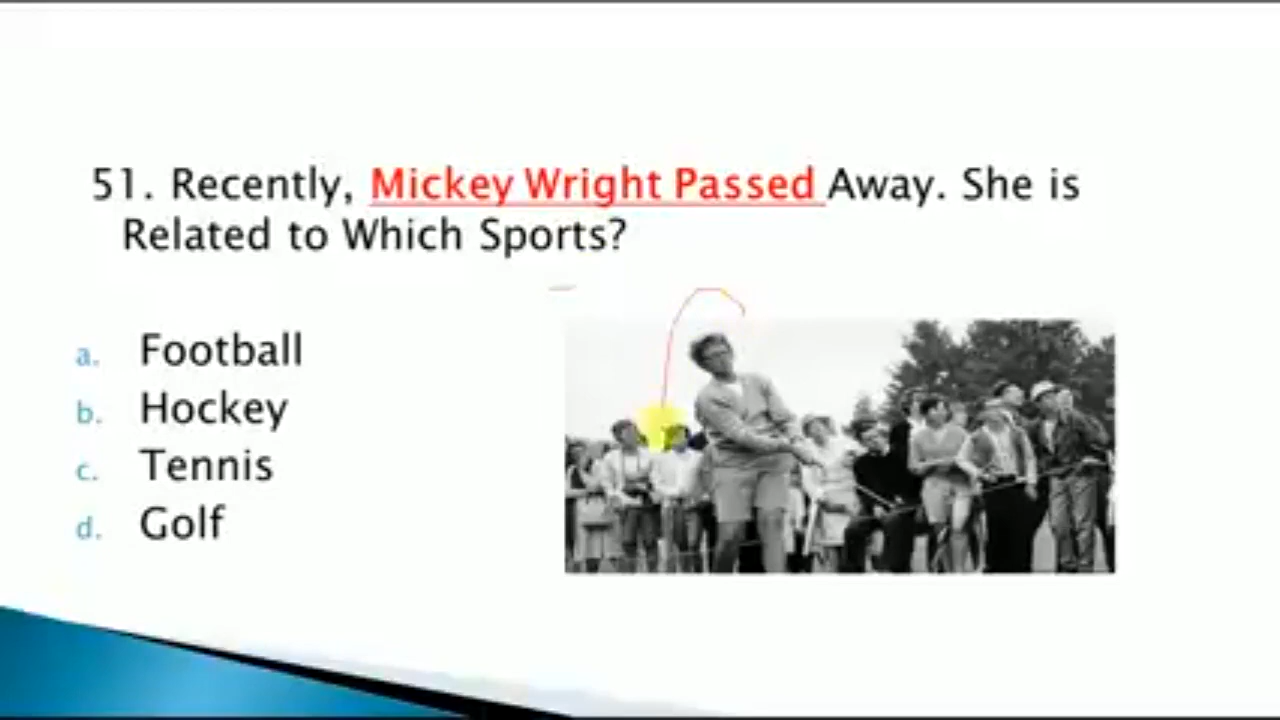 51. Recently, Mickey Wright Passed Away. She is
Related to Which Sports?
a. Football
b. Hockey
c. Tennis
d. Golf